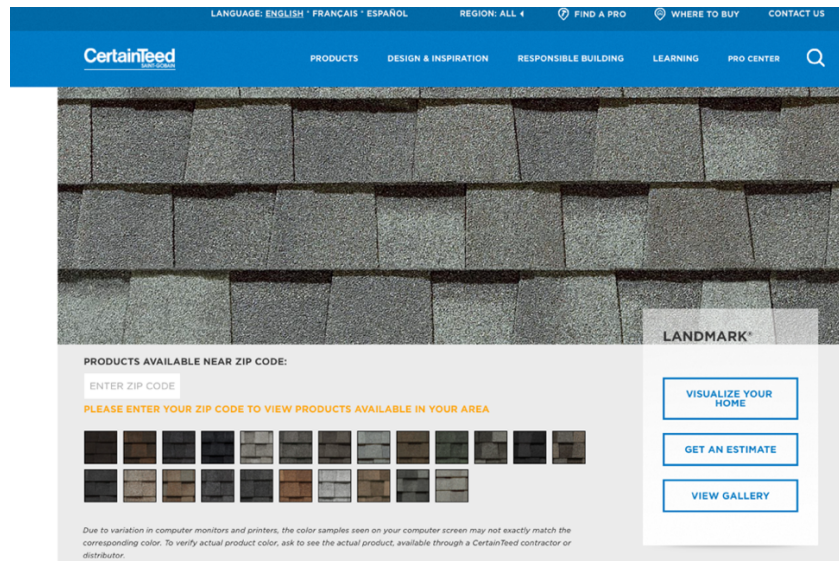 LANGUAGE: ENGLISH • FRANÇAIS • ESPAÑOL REGION: ALL FIND A PRO WHERE TO BUY CONTACT US
CertainTeed
SAINT-GOBAIN
PRODUCTS DESIGN & INSPIRATION RESPONSIBLE BUILDING LEARNING PRO CENTER
LANDMARK®
PRODUCTS AVAILABLE NEAR ZIP CODE:
ENTER ZIP CODE
PLEASE ENTER YOUR ZIP CODE TO VIEW PRODUCTS AVAILABLE IN YOUR AREA
VISUALIZE YOUR
HOME
GET AN ESTIMATE
VIEW GALLERY
Due to variation in computer monitors and printers, the color samples seen on your computer screen may not exactly match the
corresponding color. To verify actual product color, ask to see the actual product, available through a CertainTeed contractor or
distributor.